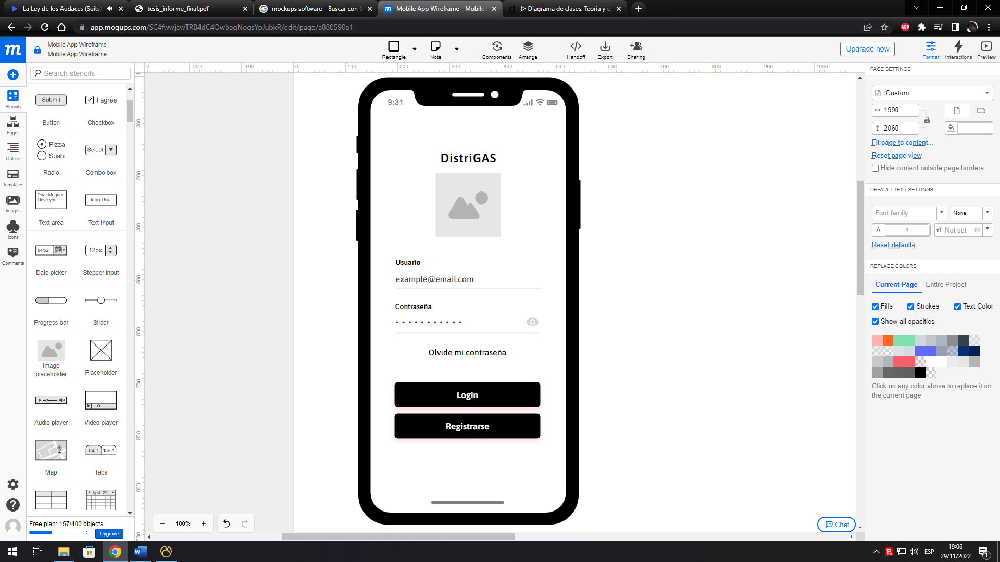 La Ley de los Audaces (Suits)
tesis_informe_final.pdf
mockups software - Buscar con G
Mobile App Wireframe - Mobile A
Diagrama de clases. Teoria y e
app.moqups.com/SC4fwwjawTRB4dC4OwbeqNoqsYpJubkR/edit/page/a880590a1
ABP
m
Mobile App Wireframe
Mobile App Wireframe
Rectangle
Note
Components
Arrange
Handoff
Export
Sharing
Upgrade now
Format
Interactions
Preview
Stencils
Pages
Outline
Templates
Images
Icons
Comments
Search stencils
Submit
I agree
Button
Checkbox
Pizza
Sushi
Select
Radio
Combo box
Dear Moqups,
I love you!
John Doe
Text area
Text Input
04/22
12px
Date picker
Stepper input
Progress bar
Slider
Image
placeholder
Placeholder
Audio player
Video player
Tab 1
Tab 2
Map
Tabs
April 22
Free plan: 157/400 objects
Upgrade
00 -200 -100 0 100 200 300 400 500 600 700 800 900 1000
200
300
400
500
600
700
800
900
9:31
DistriGAS
Usuario
example@email.com
Contraseña
Olvide mi contraseña
Login
Registrarse
100%
Chat
PAGE SETTINGS
Custom
1990
2060
Fit page to content...
Reset page view
Hide content outside page borders
DEFAULT TEXT SETTINGS
Font family
None
A
?
Not set
PX
Reset defaults
REPLACE COLORS
Current Page
Entire Project
Fills
Strokes
Text Color
Show all opacities
Click on any color above to replace it on
the current page
ESP
19:06
29/11/2022
1